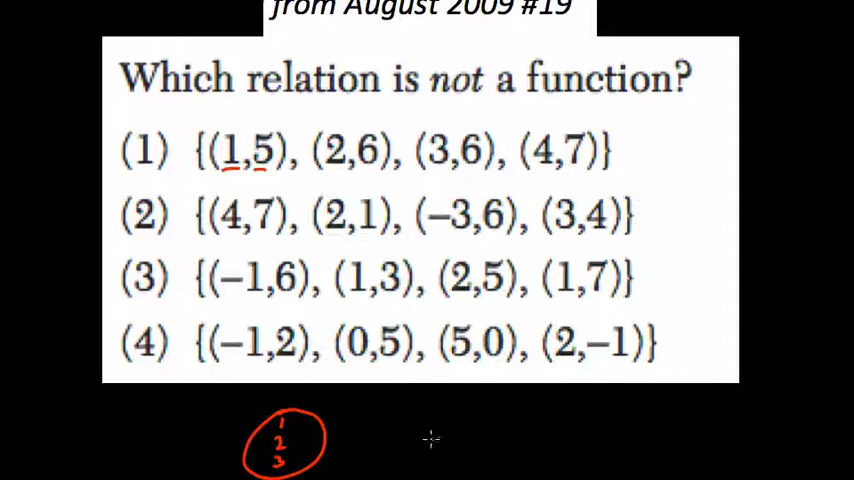 from August 2009 #19
Which relation is not a function?
(1) {(1,5), (2,6), (3,6), (4,7)}
(2) {(4,7), (2,1), (–3,6), (3,4)}
(3) {(–1,6), (1,3), (2,5), (1,7)}
(4) {(–1,2), (0,5), (5,0), (2,–1)}
1
2
3